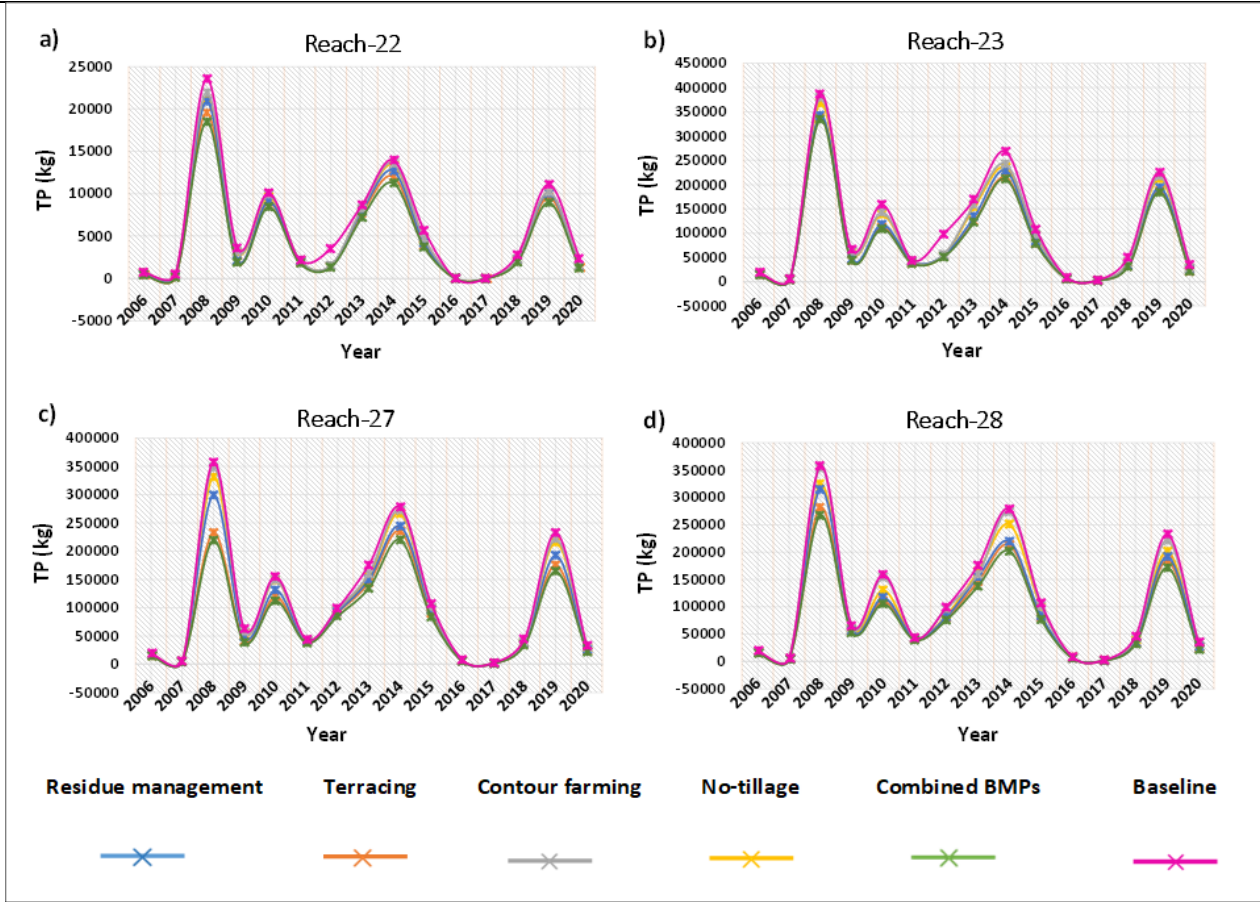 a)
Reach-22
25000
20000
15000
10000
5000
0
-5000
TP (kg)
2006 2007 2008 2009 2010 2011 2012 2013 2014 2015 2016 2017 2018 2019 2020
Year
b)
Reach-23
450000
400000
350000
300000
250000
200000
150000
100000
50000
0
-50000
TP (kg)
2006 2007 2008 2009 2010 2011 2012 2013 2014 2015 2016 2017 2018 2019 2020
Year
c)
Reach-27
400000
350000
300000
250000
200000
150000
100000
50000
0
-50000
TP (kg)
2006 2007 2008 2009 2010 2011 2012 2013 2014 2015 2016 2017 2018 2019 2020
Year
d)
Reach-28
400000
350000
300000
250000
200000
150000
100000
50000
0
-50000
TP (kg)
2006 2007 2008 2009 2010 2011 2012 2013 2014 2015 2016 2017 2018 2019 2020
Year
Residue management Terracing Contour farming No-tillage Combined BMPs Baseline